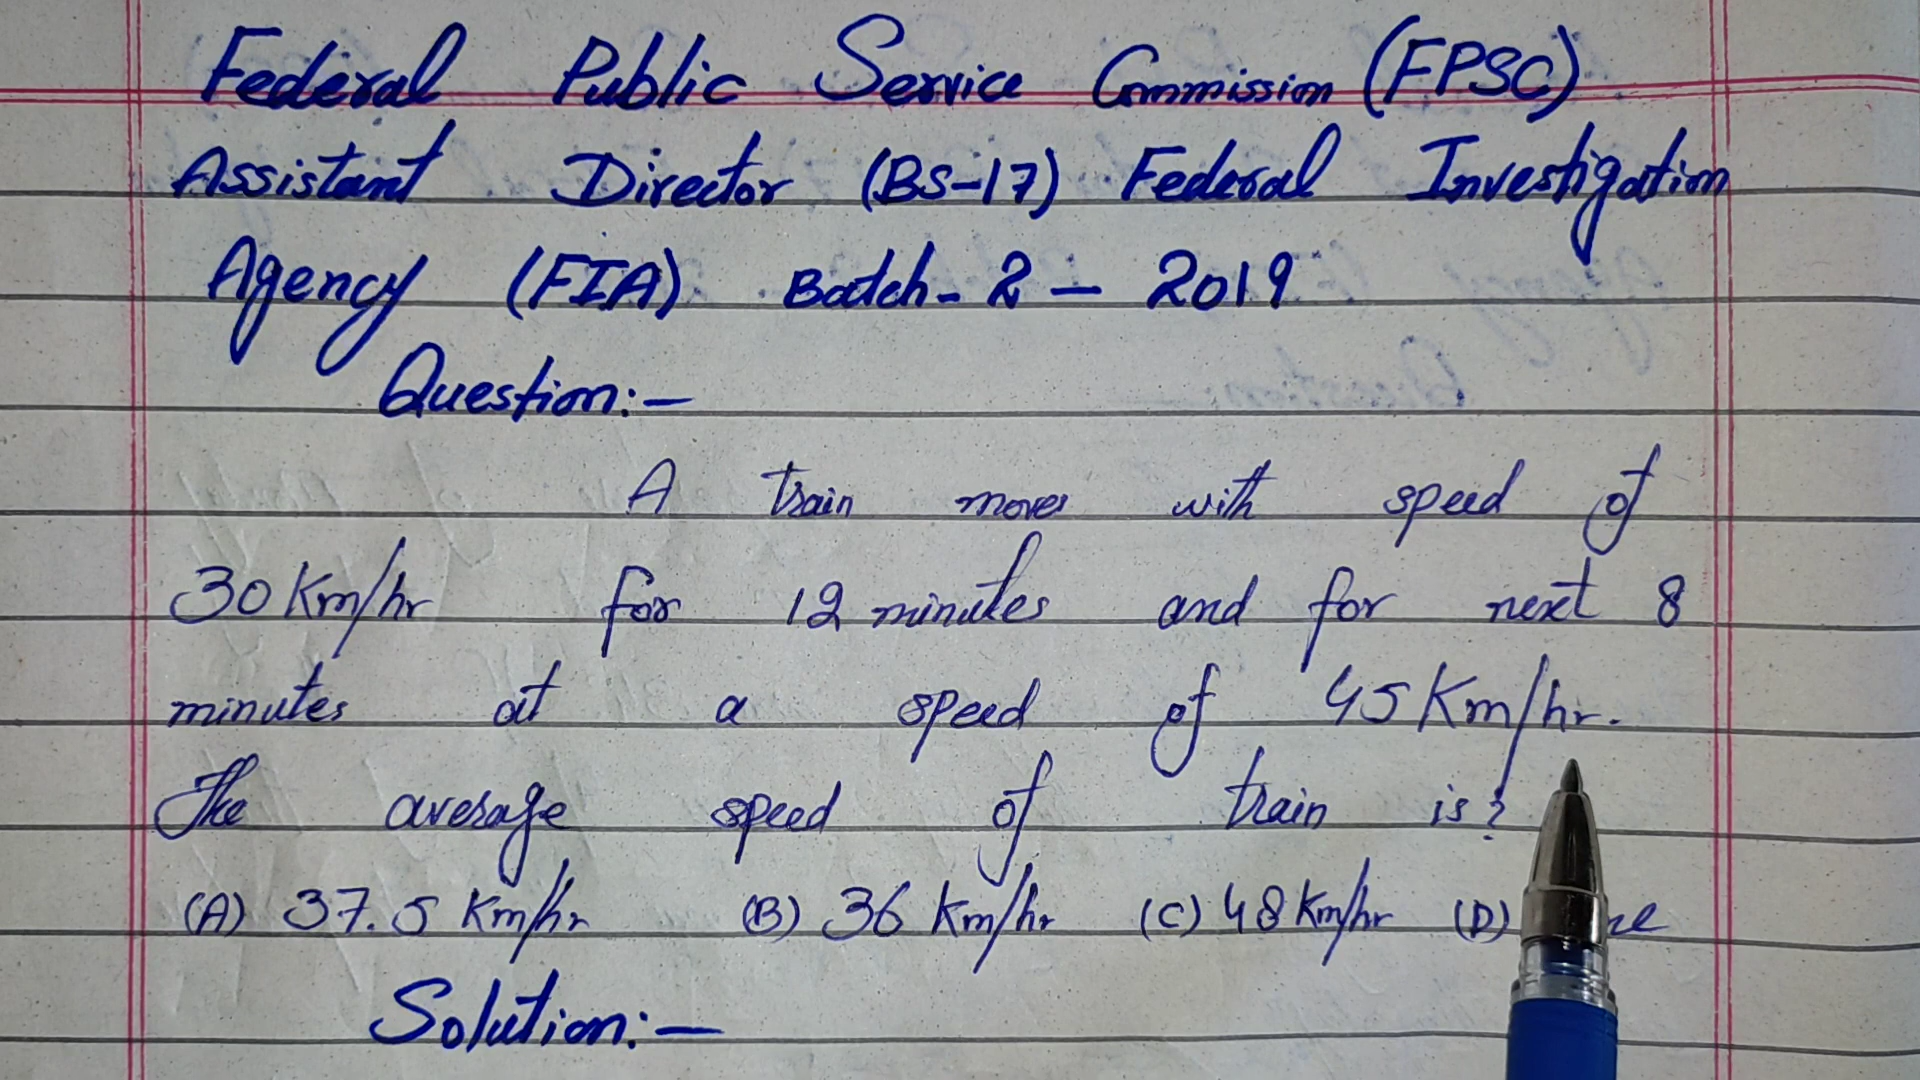 Federal Public Service Commission (FPSC)
Assistant Director (BS-17) Federal Investigation
Agency (FIA) Batch-2 - 2019
Question:-
A train moves with speed of
30 Km/hr for 12 minutes and for next 8
minutes at a speed of 45 Km/hr.
The average speed of train is?
(A) 37.5 Km/hr (B) 36 Km/hr (C) 48 Km/hr (D)
Solution:-